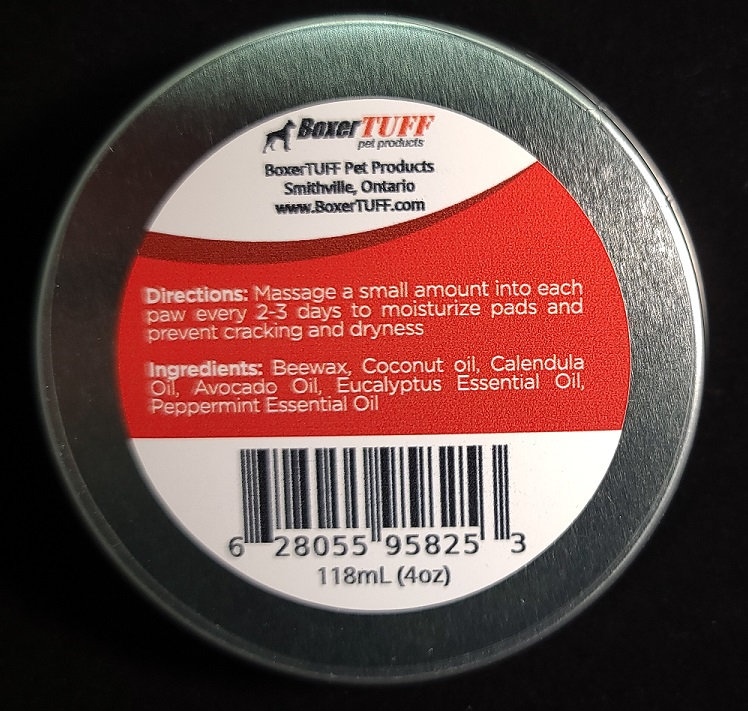 BoxerTUFF
pet products
BoxerTUFF Pet Products
Smithville, Ontario
www.BoxerTUFF.com
Directions: Massage a small amount into each
paw every 2-3 days to moisturize pads and
prevent cracking and dryness
Ingredients: Beewax, Coconut oil, Calendula
Oil, Avocado Oil, Eucalyptus Essential Oil,
Peppermint Essential Oil
6 28055 95825 3
118mL (4oz)